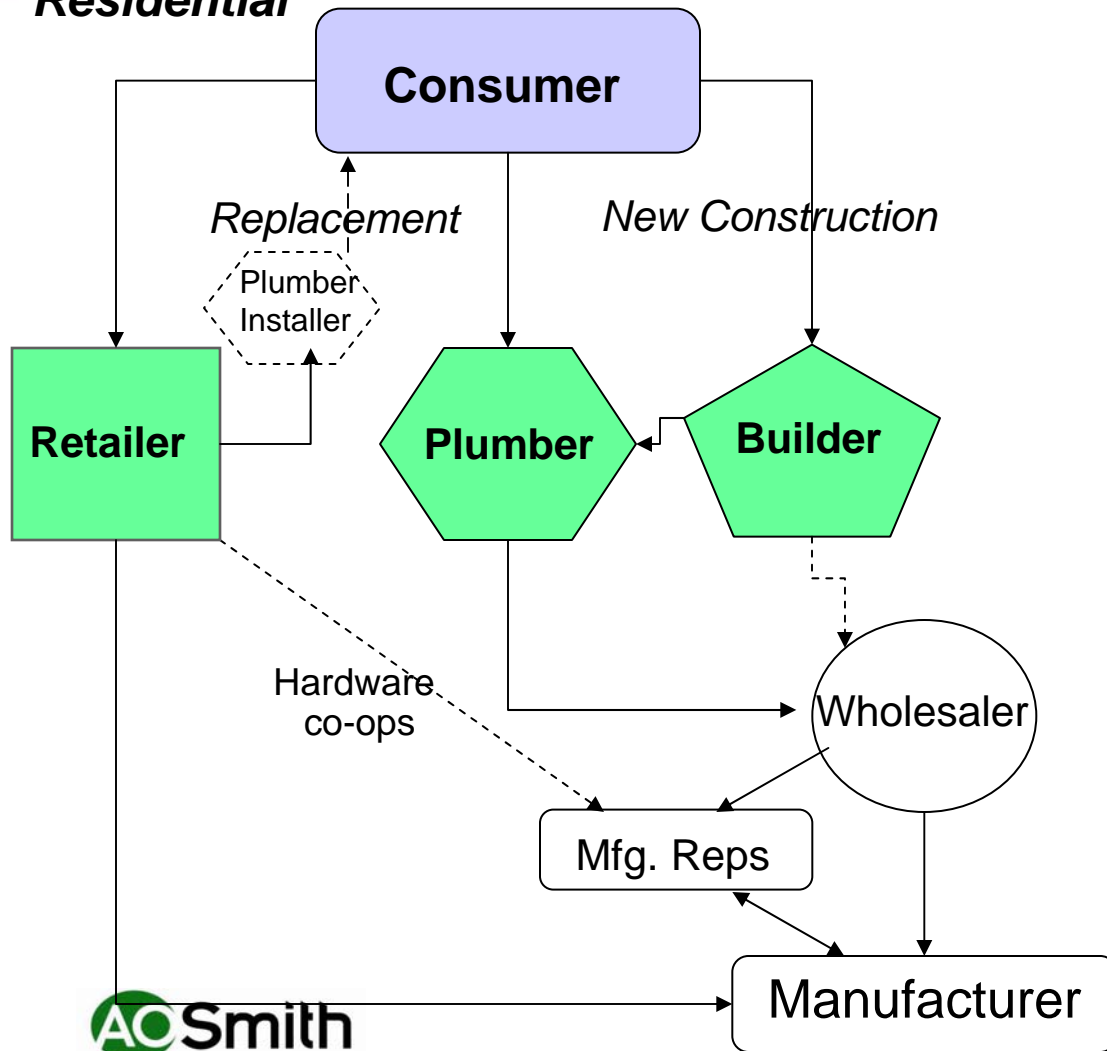 Residential
Consumer
Replacement
New Construction
Plumber
Installer
Retailer
Plumber
Builder
Hardware
co-ops
Wholesaler
Mfg. Reps
Manufacturer
AOSmith